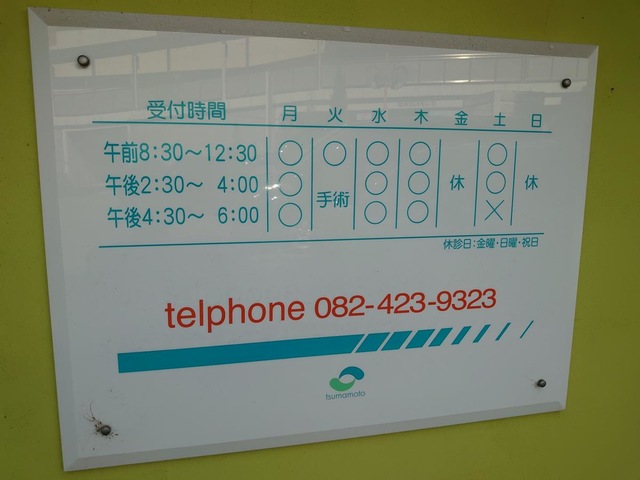 受付時間 月 火 水 木 金 土 日
午前8:30～12:30 ○ ○ ○ ○ 休 ○ 休
午後2:30～ 4:00 ○ 手術 ○ ○ ○
午後4:30～ 6:00 ○ ○ ○ ×
休診日:金曜・日曜・祝日
telphone 082-423-9323
tsumamoto